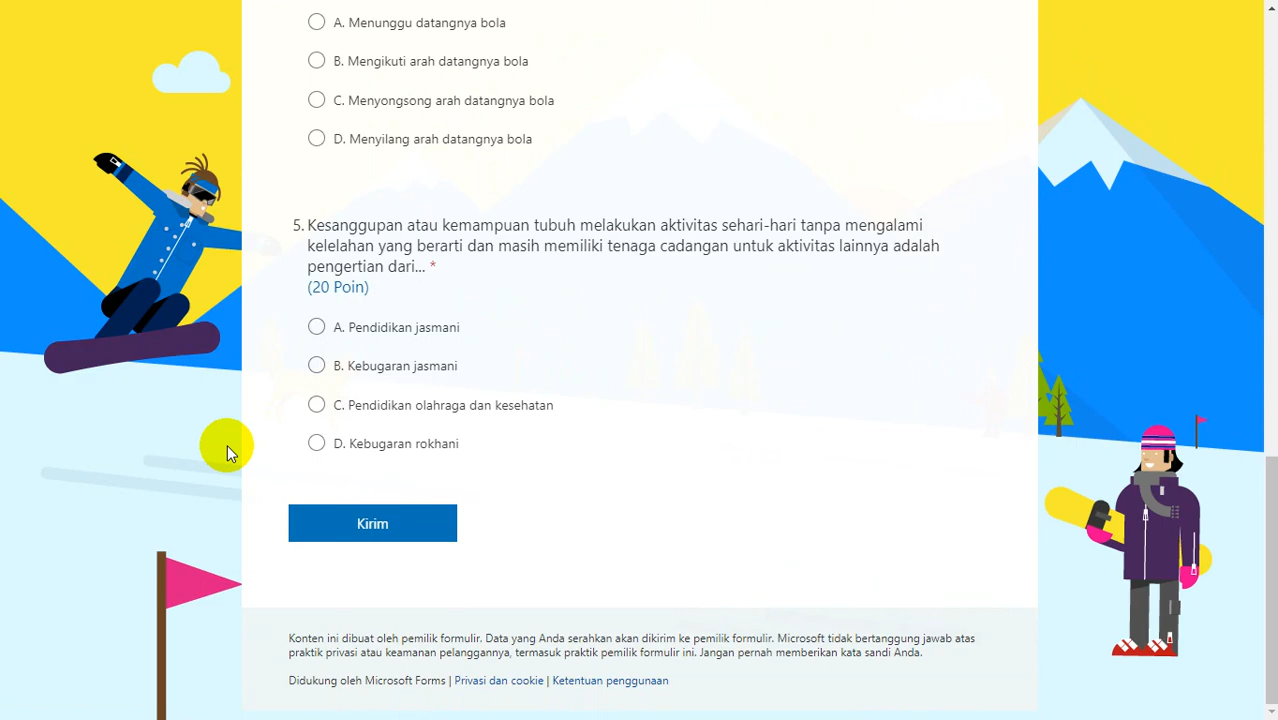 A. Menunggu datangnya bola
B. Mengikuti arah datangnya bola
C. Menyongsong arah datangnya bola
D. Menyilang arah datangnya bola
5. Kesanggupan atau kemampuan tubuh melakukan aktivitas sehari-hari tanpa mengalami
kelelahan yang berarti dan masih memiliki tenaga cadangan untuk aktivitas lainnya adalah
pengertian dari... *
(20 Poin)
A. Pendidikan jasmani
B. Kebugaran jasmani
C. Pendidikan olahraga dan kesehatan
D. Kebugaran rokhani
Kirim
Konten ini dibuat oleh pemilik formulir. Data yang Anda serahkan akan dikirim ke pemilik formulir. Microsoft tidak bertanggung jawab atas
praktik privasi atau keamanan pelanggannya, termasuk praktik pemilik formulir ini. Jangan pernah memberikan kata sandi Anda.
Didukung oleh Microsoft Forms | Privasi dan cookie | Ketentuan penggunaan